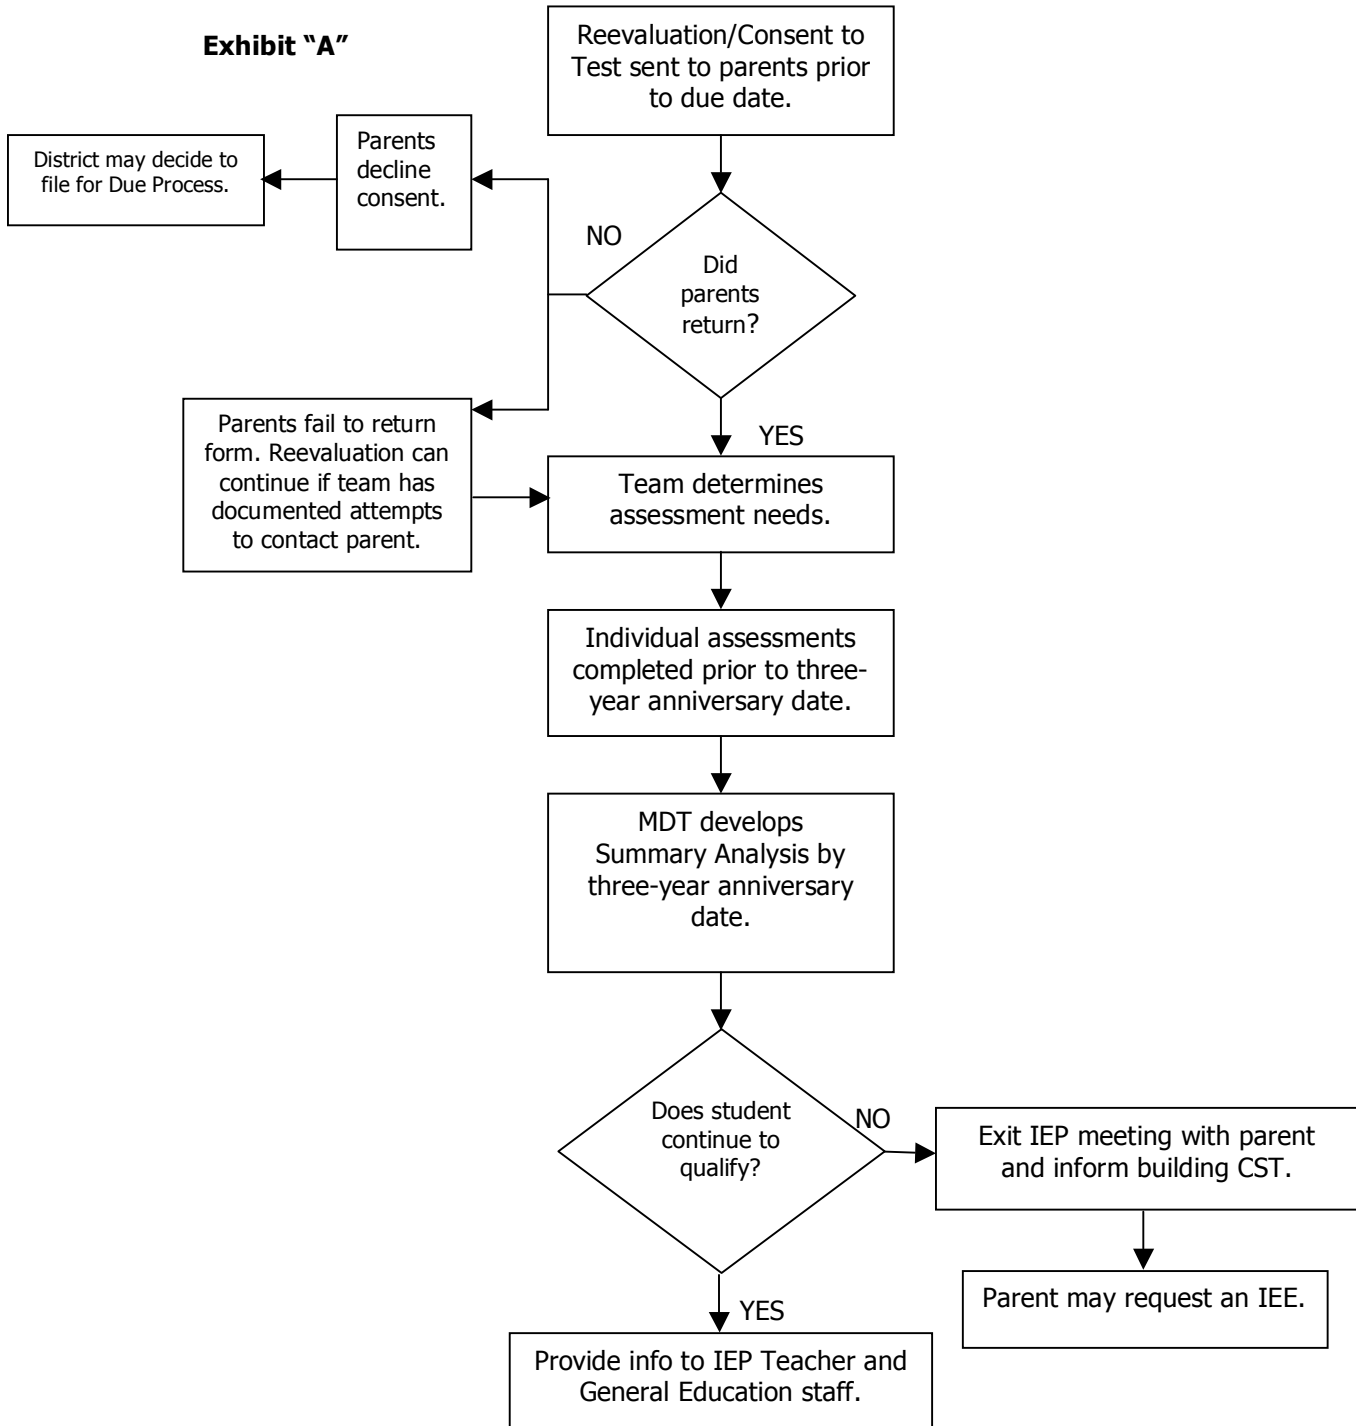 Exhibit “A”
Reevaluation/Consent to
Test sent to parents prior
to due date.
Parents
decline
consent.
District may decide to
file for Due Process.
NO
Did
parents
return?
Parents fail to return
form. Reevaluation can
continue if team has
documented attempts
to contact parent.
YES
Team determines
assessment needs.
Individual assessments
completed prior to three-
year anniversary date.
MDT develops
Summary Analysis by
three-year anniversary
date.
Does student
continue to
qualify?
NO
Exit IEP meeting with parent
and inform building CST.
Parent may request an IEE.
YES
Provide info to IEP Teacher and
General Education staff.